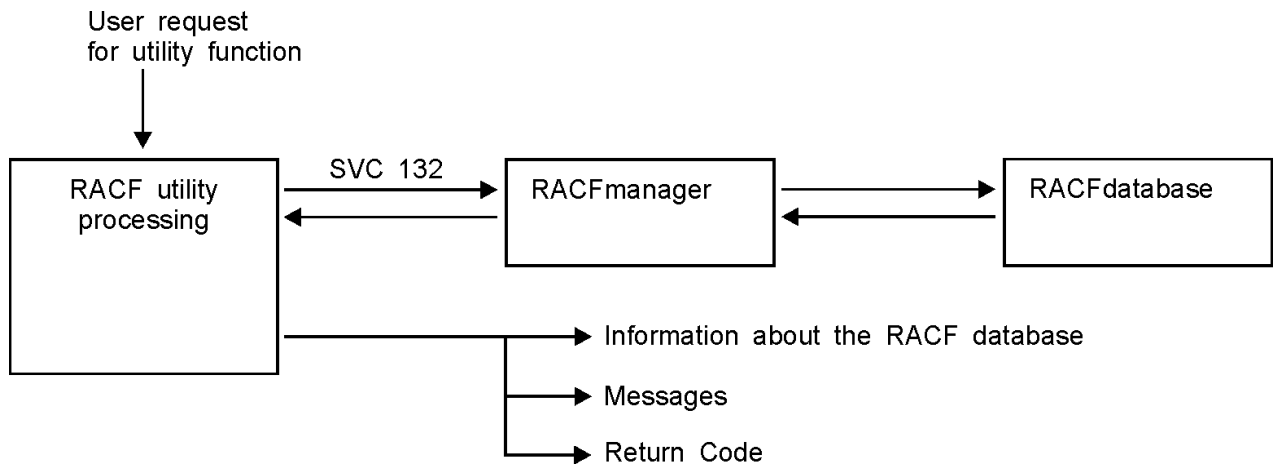 User request
for utility function
SVC 132
RACF utility
processing
RACFmanager
RACFdatabase
Information about the RACF database
Messages
Return Code